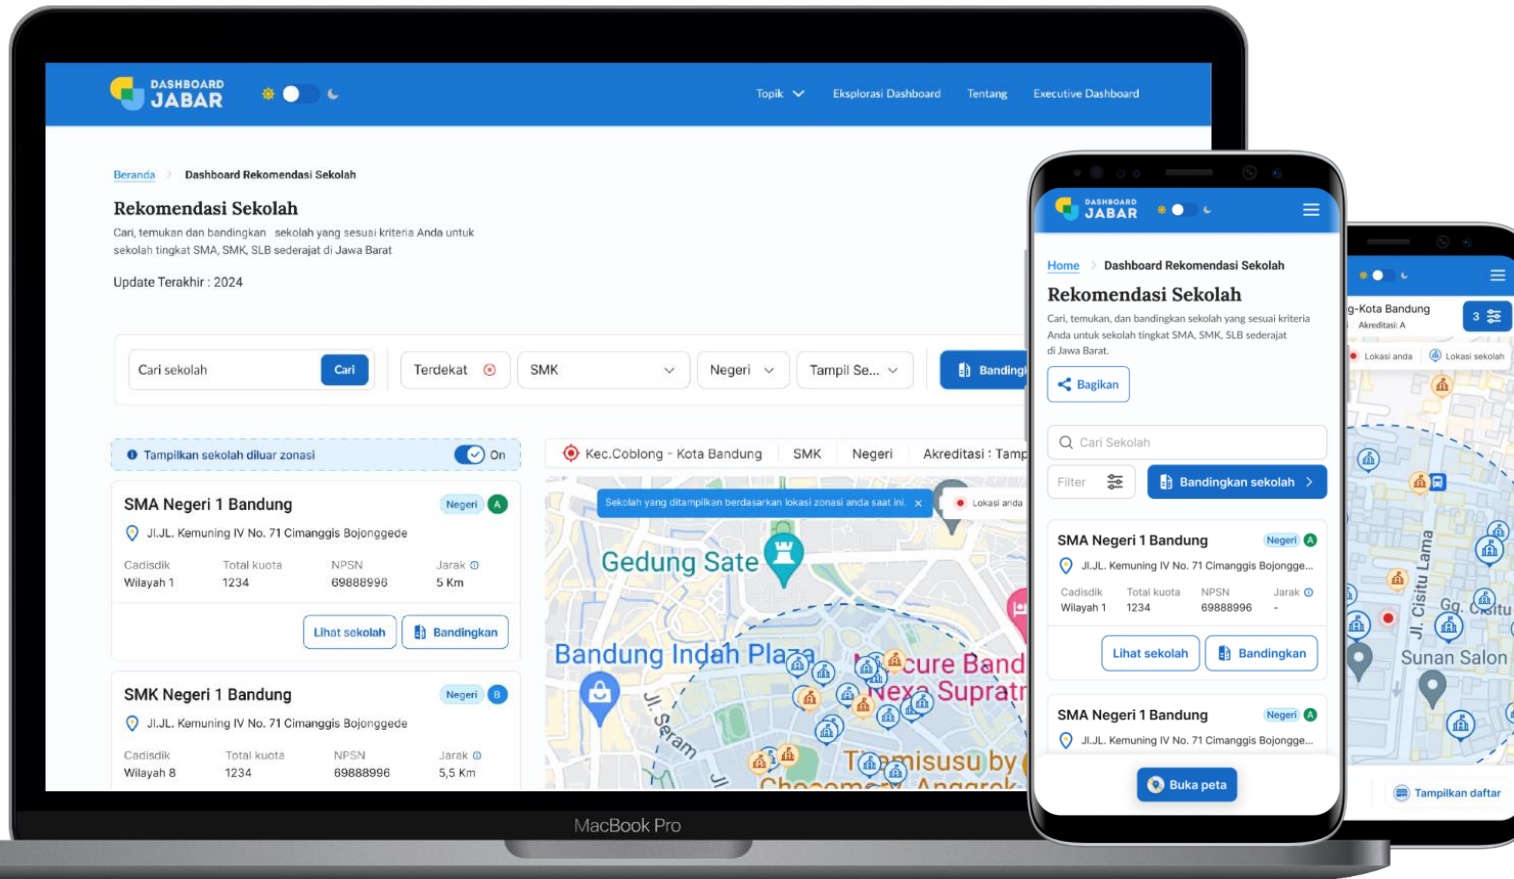 DASHBOARD
JABAR
Topik
Eksplorasi Dashboard
Tentang
Executive Dashboard
Beranda > Dashboard Rekomendasi Sekolah
Rekomendasi Sekolah
Cari, temukan dan bandingkan sekolah yang sesuai kriteria Anda untuk
sekolah tingkat SMA, SMK, SLB sederajat di Jawa Barat
Update Terakhir : 2024
Cari sekolah
Cari
Terdekat
SMK
Negeri
Tampil Se...
Tampilkan sekolah diluar zonasi
On
SMA Negeri 1 Bandung
Negeri A
Jl.JL. Kemuning IV No. 71 Cimanggis Bojonggede
Cadisdik Total kuota NPSN Jarak
Wilayah 1 1234 69888996 5 Km
Lihat sekolah
Bandingkan
SMK Negeri 1 Bandung
Negeri B
Jl.JL. Kemuning IV No. 71 Cimanggis Bojonggede
Cadisdik Total kuota NPSN Jarak
Wilayah 8 1234 69888996 5,5 Km
Kec.Coblong - Kota Bandung
SMK
Negeri
Akreditasi : Tamp
Sekolah yang ditampilkan berdasarkan lokasi zonasi anda saat ini. ×
Lokasi anda
Gedung Sate
Bandung Indah Plaza
Jl. Seram
MacBook Pro
DASHBOARD
JABAR
Home > Dashboard Rekomendasi Sekolah
Rekomendasi Sekolah
Cari, temukan, dan bandingkan sekolah yang sesuai kriteria
Anda untuk sekolah tingkat SMA, SMK, SLB sederajat
di Jawa Barat.
Bagikan
Cari Sekolah
Filter
Bandingkan sekolah >
SMA Negeri 1 Bandung
Negeri A
Jl.JL. Kemuning IV No. 71 Cimanggis Bojongge...
Cadisdik Total kuota NPSN Jarak
Wilayah 1 1234 69888996 -
Lihat sekolah
Bandingkan
SMA Negeri 1 Bandung
Negeri A
Jl.JL. Kemuning IV No. 71 Cimanggis Bojongge...
Buka peta
g-Kota Bandung
Akreditasi: A
3
Lokasi anda
Lokasi sekolah
Jl. Cisitu Lama
Sunan Salon
Tampilkan daftar